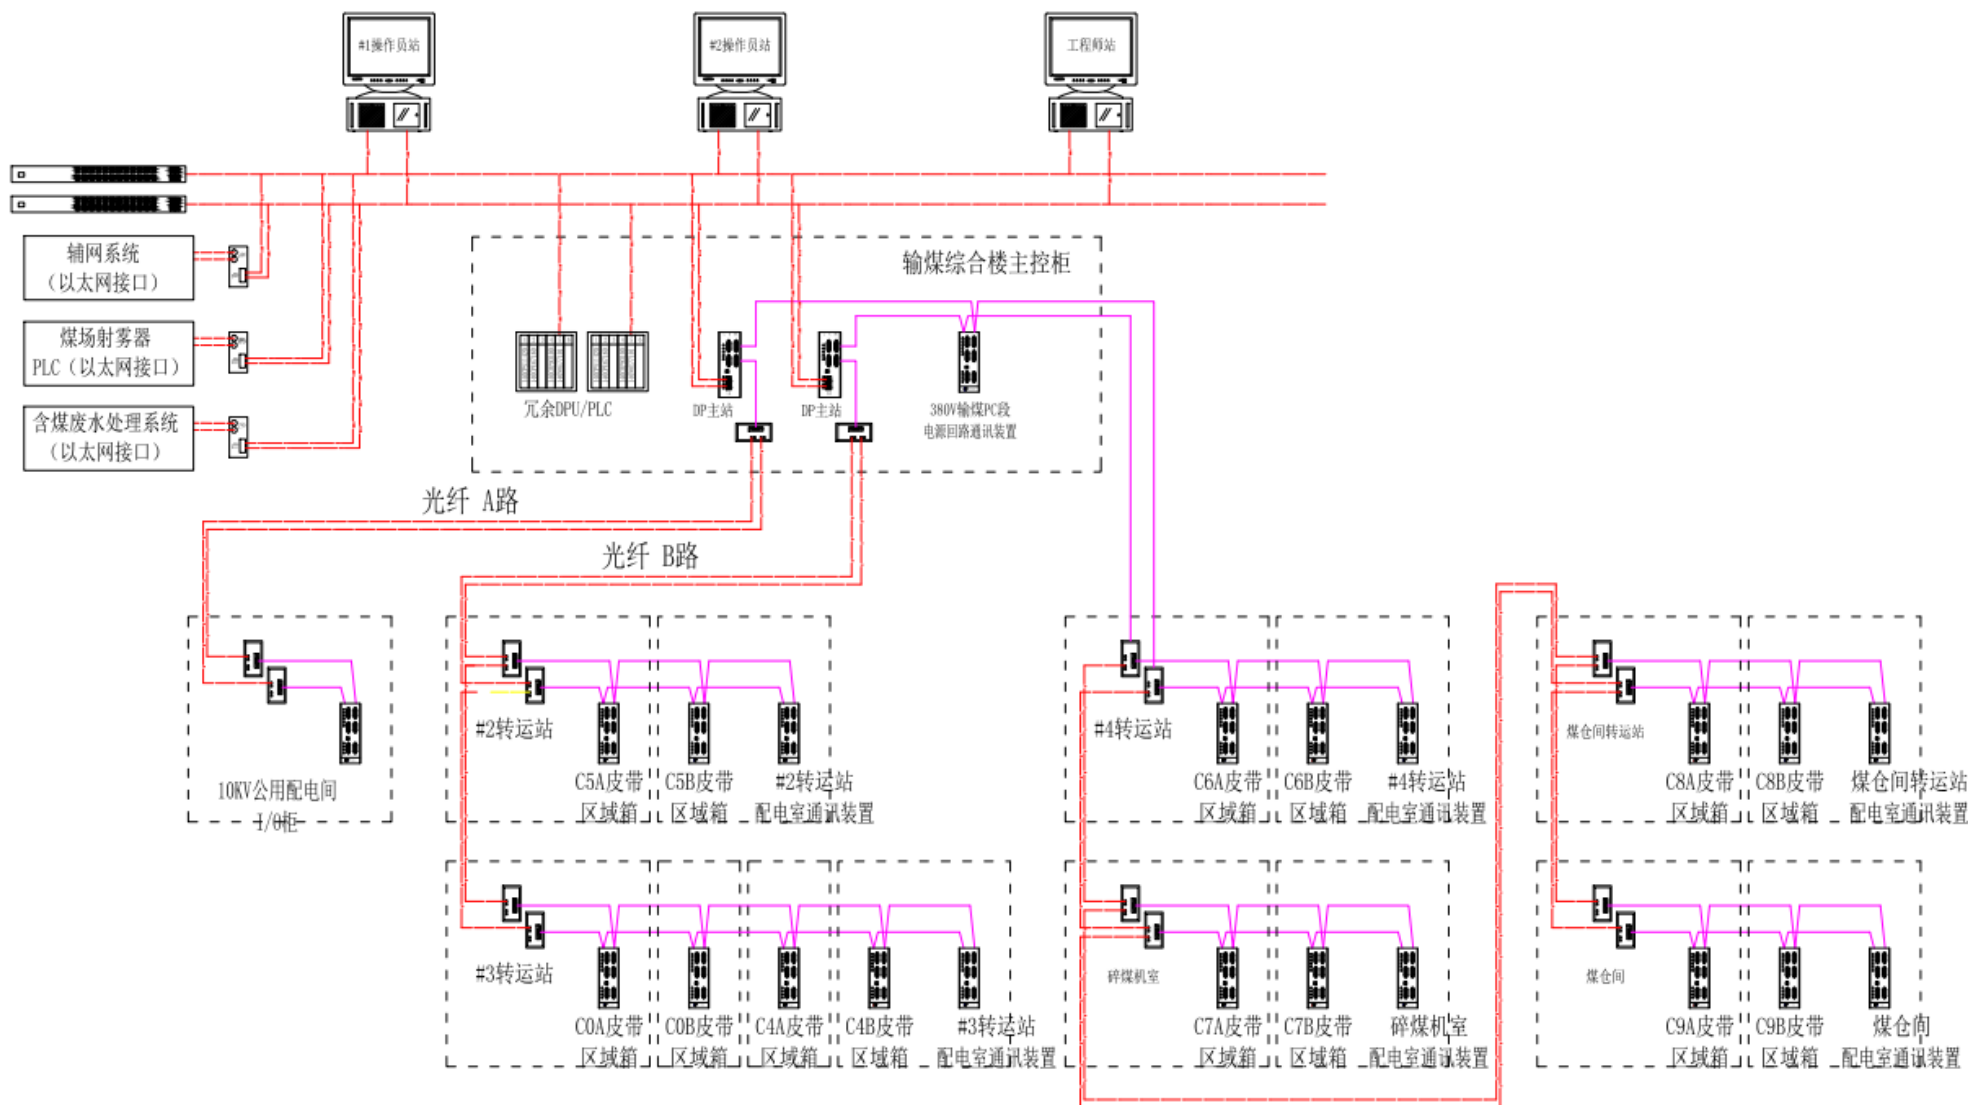 #1操作员站
#2操作员站
工程师站
辅网系统
（以太网接口）
煤场射雾器
PLC（以太网接口）
含煤废水处理系统
（以太网接口）
输煤综合楼主控柜
冗余DPU/PLC
DP主站
DP主站
380V输煤PC段
电源回路通讯装置
光纤 A路
光纤 B路
10KV公用配电间
I/O柜
#2转运站
C5A皮带
区域箱
C5B皮带
区域箱
#2转运站
配电室通讯装置
#4转运站
C6A皮带
区域箱
C6B皮带
区域箱
#4转运站
配电室通讯装置
煤仓间转运站
C8A皮带
区域箱
C8B皮带
区域箱
煤仓间转运站
配电室通讯装置
#3转运站
C0A皮带
区域箱
C0B皮带
区域箱
C4A皮带
区域箱
C4B皮带
区域箱
#3转运站
配电室通讯装置
碎煤机室
C7A皮带
区域箱
C7B皮带
区域箱
碎煤机室
配电室通讯装置
煤仓间
C9A皮带
区域箱
C9B皮带
区域箱
煤仓间
配电室通讯装置